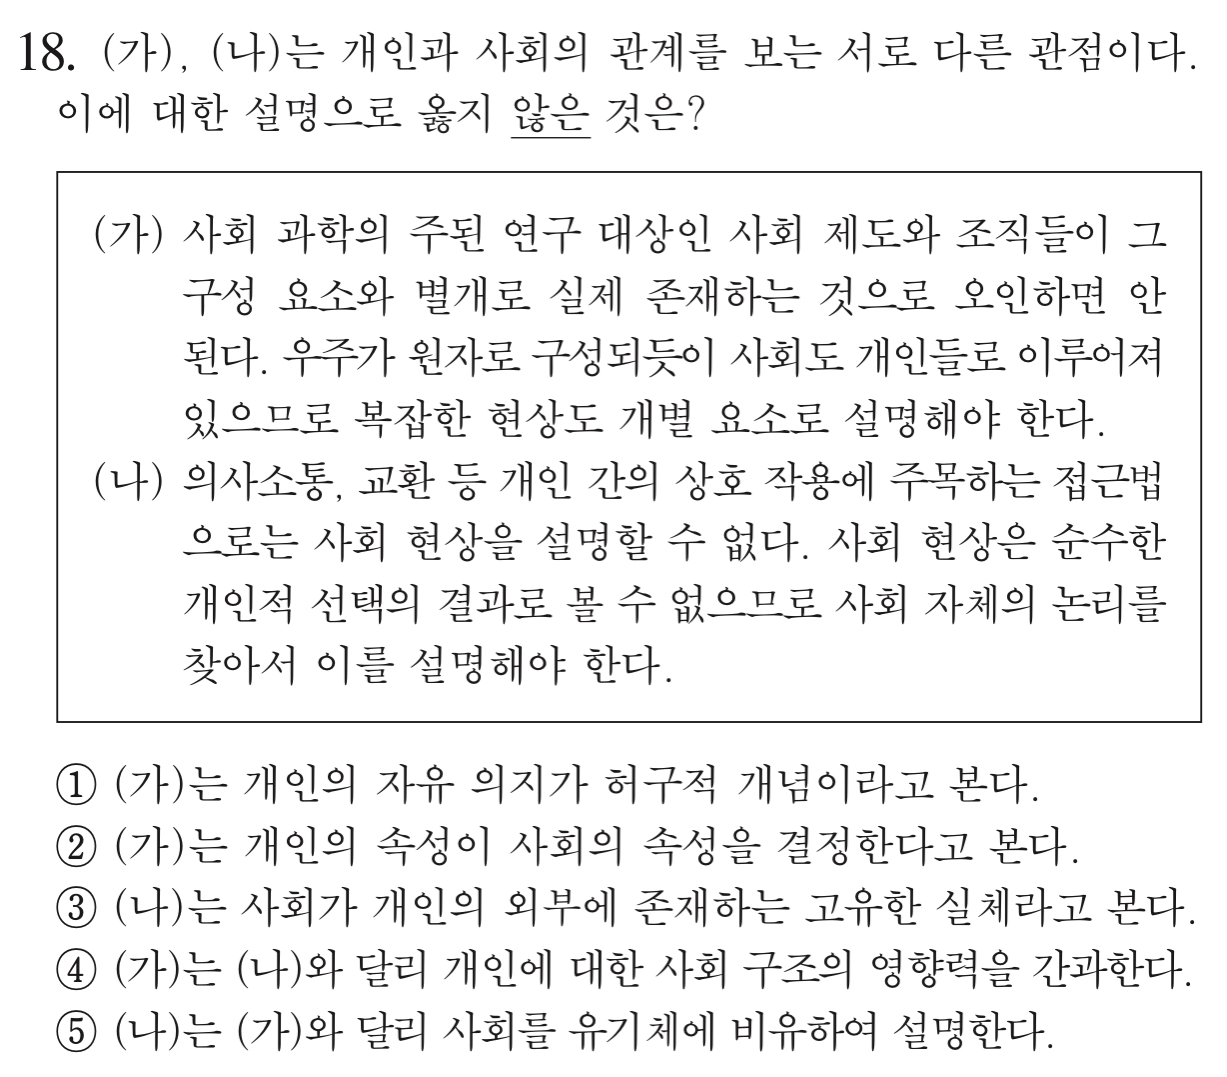 18. (가), (나)는 개인과 사회의 관계를 보는 서로 다른 관점이다.
이에 대한 설명으로 옳지 않은 것은?
(가) 사회 과학의 주된 연구 대상인 사회 제도와 조직들이 그
구성 요소와 별개로 실제 존재하는 것으로 오인하면 안
된다. 우주가 원자로 구성되듯이 사회도 개인들로 이루어져
있으므로 복잡한 현상도 개별 요소로 설명해야 한다.
(나) 의사소통, 교환 등 개인 간의 상호 작용에 주목하는 접근법
으로는 사회 현상을 설명할 수 없다. 사회 현상은 순수한
개인적 선택의 결과로 볼 수 없으므로 사회 자체의 논리를
찾아서 이를 설명해야 한다.
① (가)는 개인의 자유 의지가 허구적 개념이라고 본다.
② (가)는 개인의 속성이 사회의 속성을 결정한다고 본다.
③ (나)는 사회가 개인의 외부에 존재하는 고유한 실체라고 본다.
④ (가)는 (나)와 달리 개인에 대한 사회 구조의 영향력을 간과한다.
⑤ (나)는 (가)와 달리 사회를 유기체에 비유하여 설명한다.